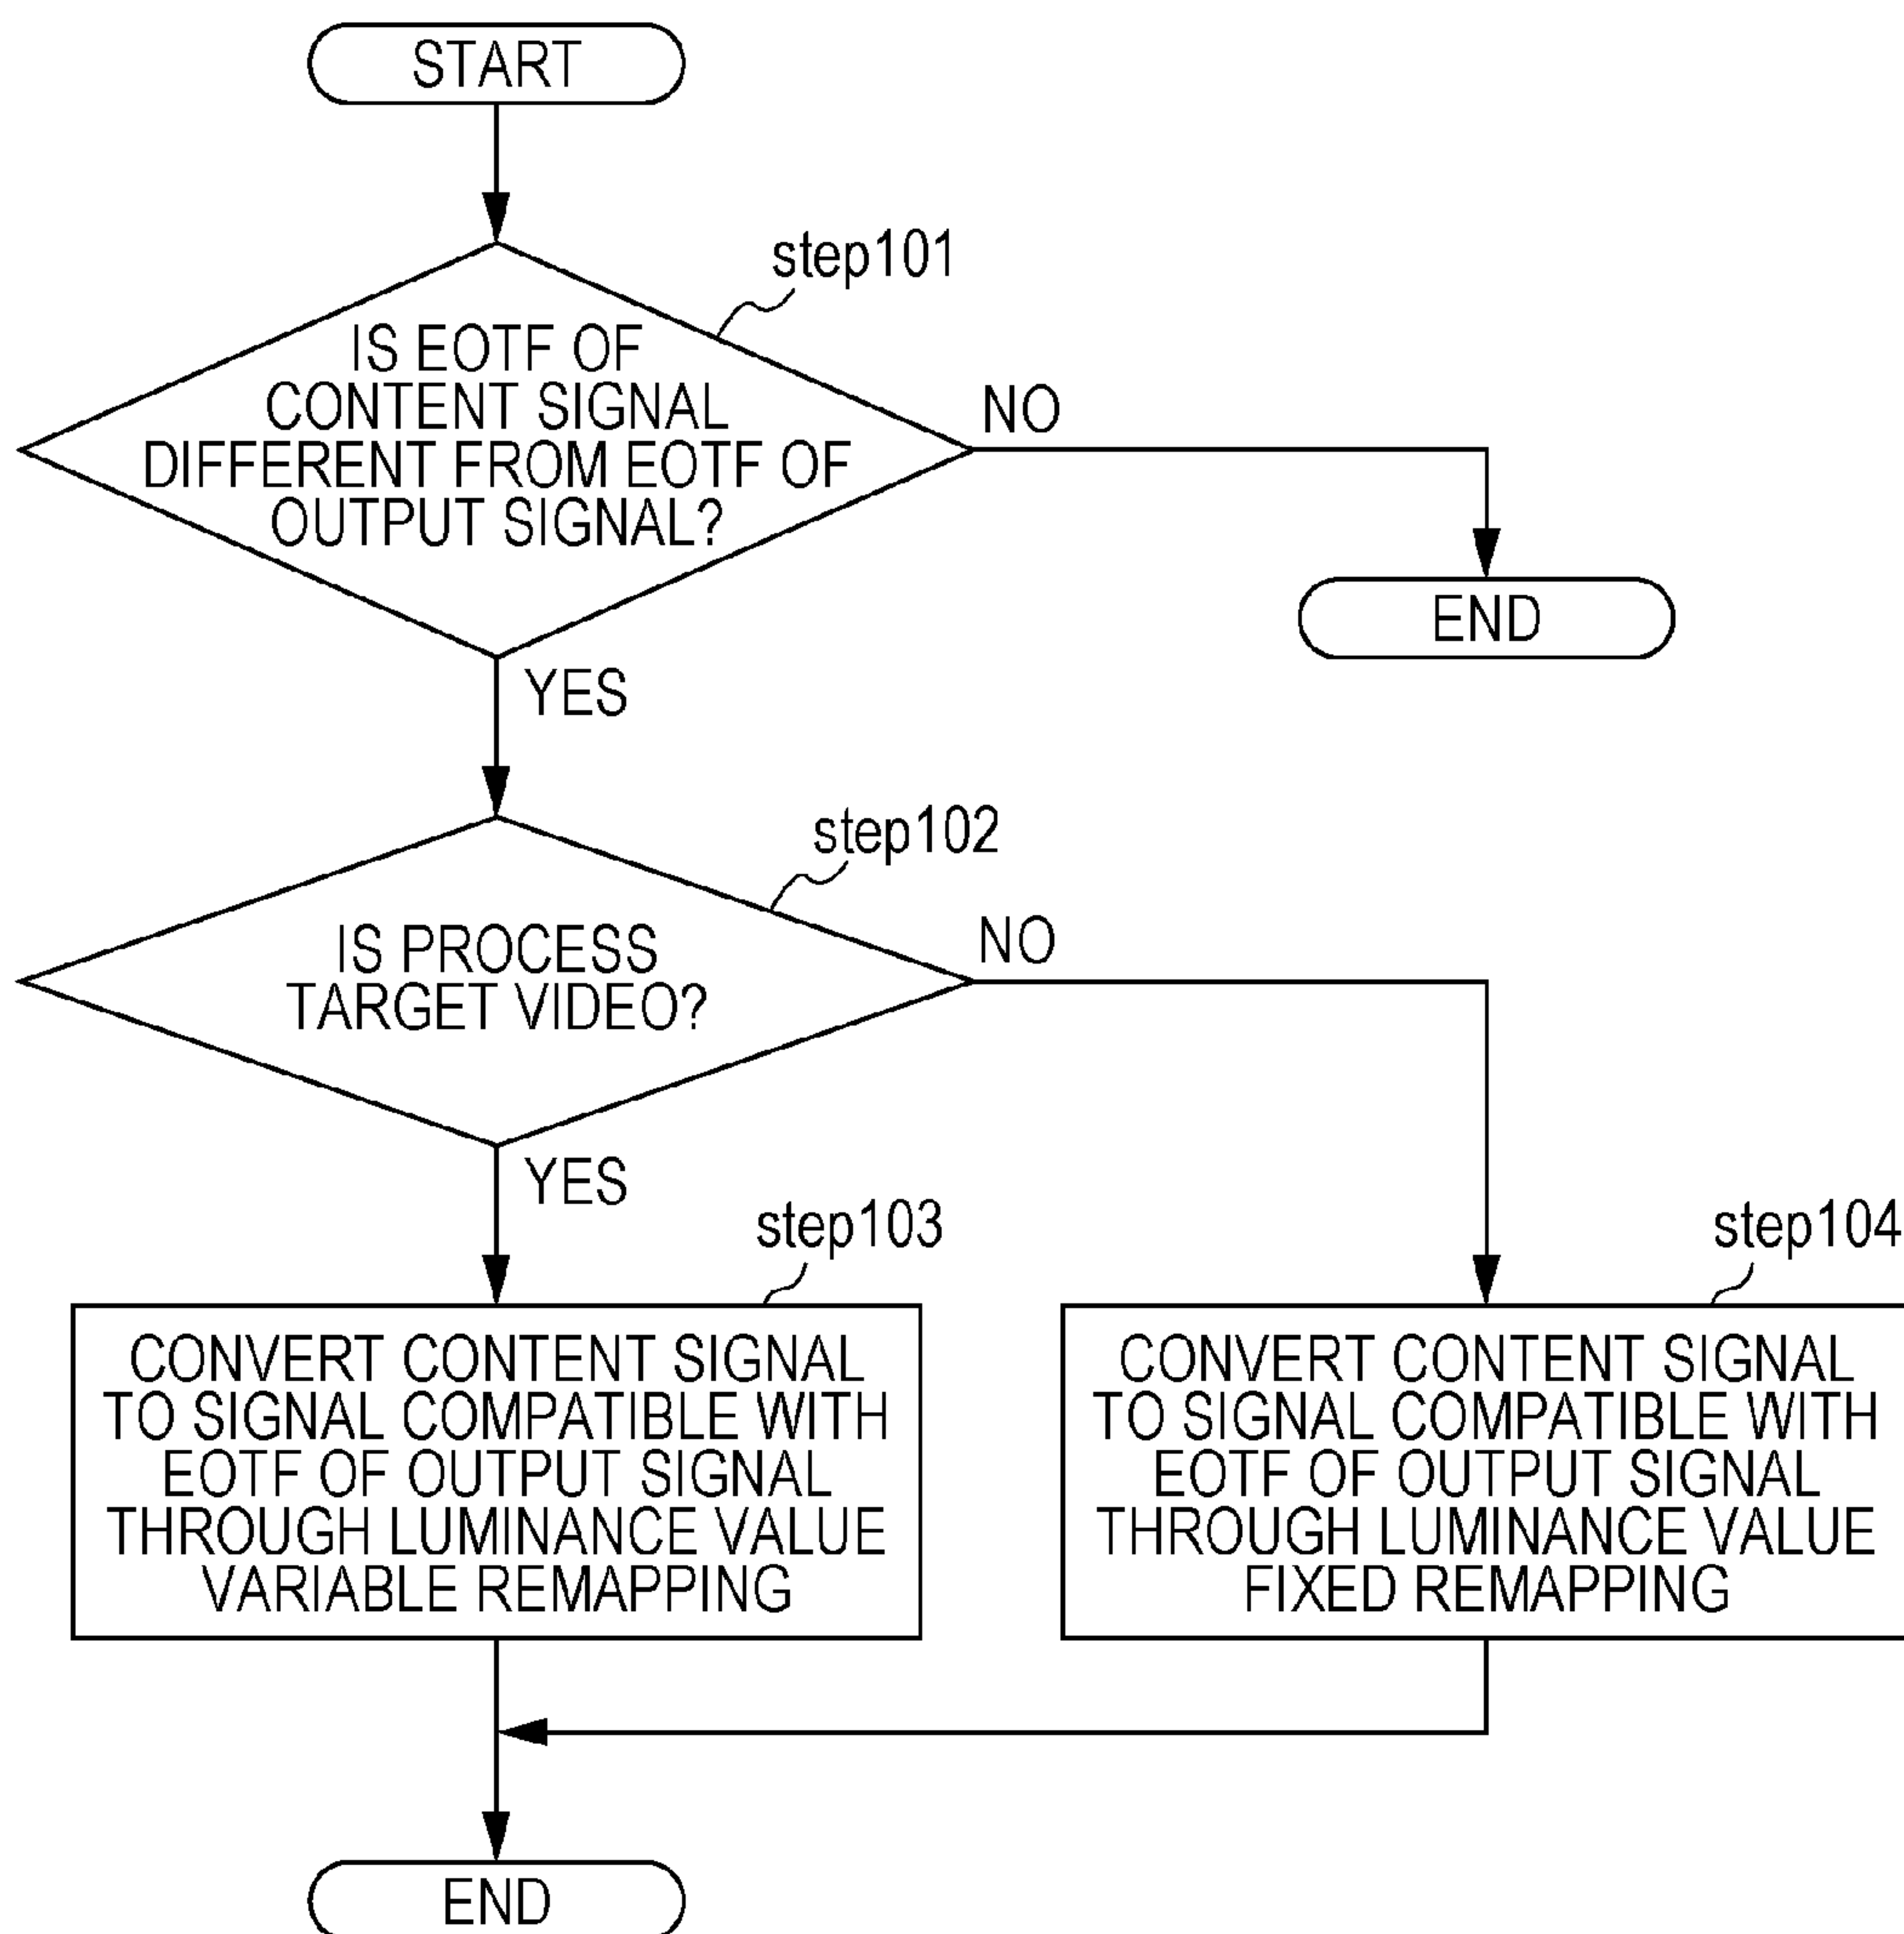 START
step101
IS EOTF OF
CONTENT SIGNAL
DIFFERENT FROM EOTF OF
OUTPUT SIGNAL?
NO
END
YES
step102
IS PROCESS
TARGET VIDEO?
NO
YES
step103
CONVERT CONTENT SIGNAL
TO SIGNAL COMPATIBLE WITH
EOTF OF OUTPUT SIGNAL
THROUGH LUMINANCE VALUE
VARIABLE REMAPPING
step104
CONVERT CONTENT SIGNAL
TO SIGNAL COMPATIBLE WITH
EOTF OF OUTPUT SIGNAL
THROUGH LUMINANCE VALUE
FIXED REMAPPING
END